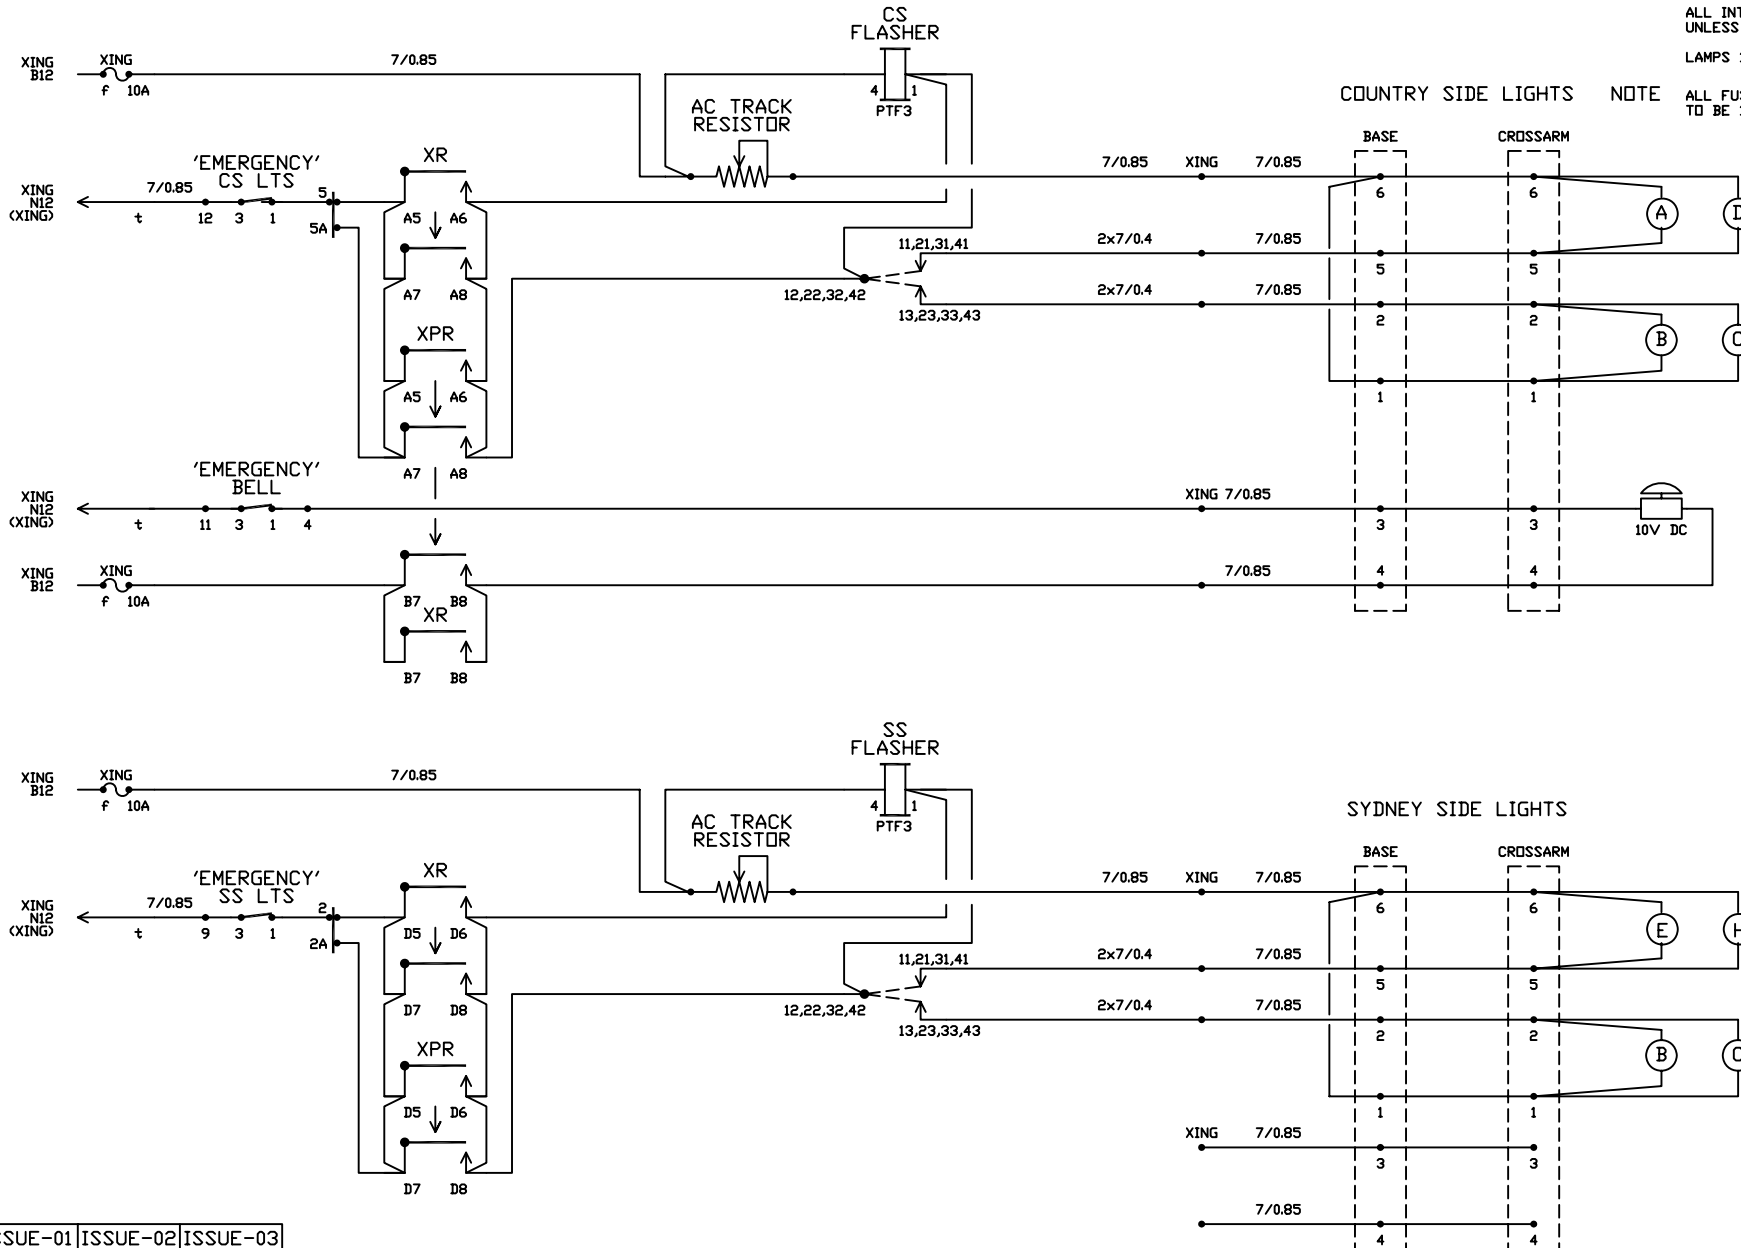 CS
FLASHER
ALL INT
UNLESS
XING
B12
XING
f 10A
7/0.85
4 1
PTF3
LAMPS 1
COUNTRY SIDE LIGHTS NOTE
ALL FU
TO BE
AC TRACK
RESISTOR
BASE
CROSSARM
'EMERGENCY'
CS LTS
XR
7/0.85 XING 7/0.85
XING
N12
(XING)
7/0.85
t 12 3 1
5
5A
A5 A6
6 6
A
D
11,21,31,41
2x7/0.4 7/0.85
5 5
A7 A8
12,22,32,42
2x7/0.4 7/0.85
13,23,33,43
2 2
XPR
B
C
A5 A6
1 1
'EMERGENCY'
BELL
A7 A8
XING
N12
(XING)
t 11 3 1 4
XING 7/0.85
3 3
10V DC
XING
B12
XING
f 10A
7/0.85
4 4
B7 B8
XR
B7 B8
SS
FLASHER
XING
B12
XING
f 10A
7/0.85
4 1
PTF3
SYDNEY SIDE LIGHTS
AC TRACK
RESISTOR
BASE
CROSSARM
'EMERGENCY'
SS LTS
XR
7/0.85 XING 7/0.85
XING
N12
(XING)
7/0.85
t 9 3 1
2
2A
D5 D6
6 6
E
H
11,21,31,41
2x7/0.4 7/0.85
5 5
D7 D8
12,22,32,42
2x7/0.4 7/0.85
13,23,33,43
2 2
XPR
B
C
D5 D6
1 1
XING 7/0.85
3 3
D7 D8
7/0.85
4 4
SSUE-01 ISSUE-02 ISSUE-03